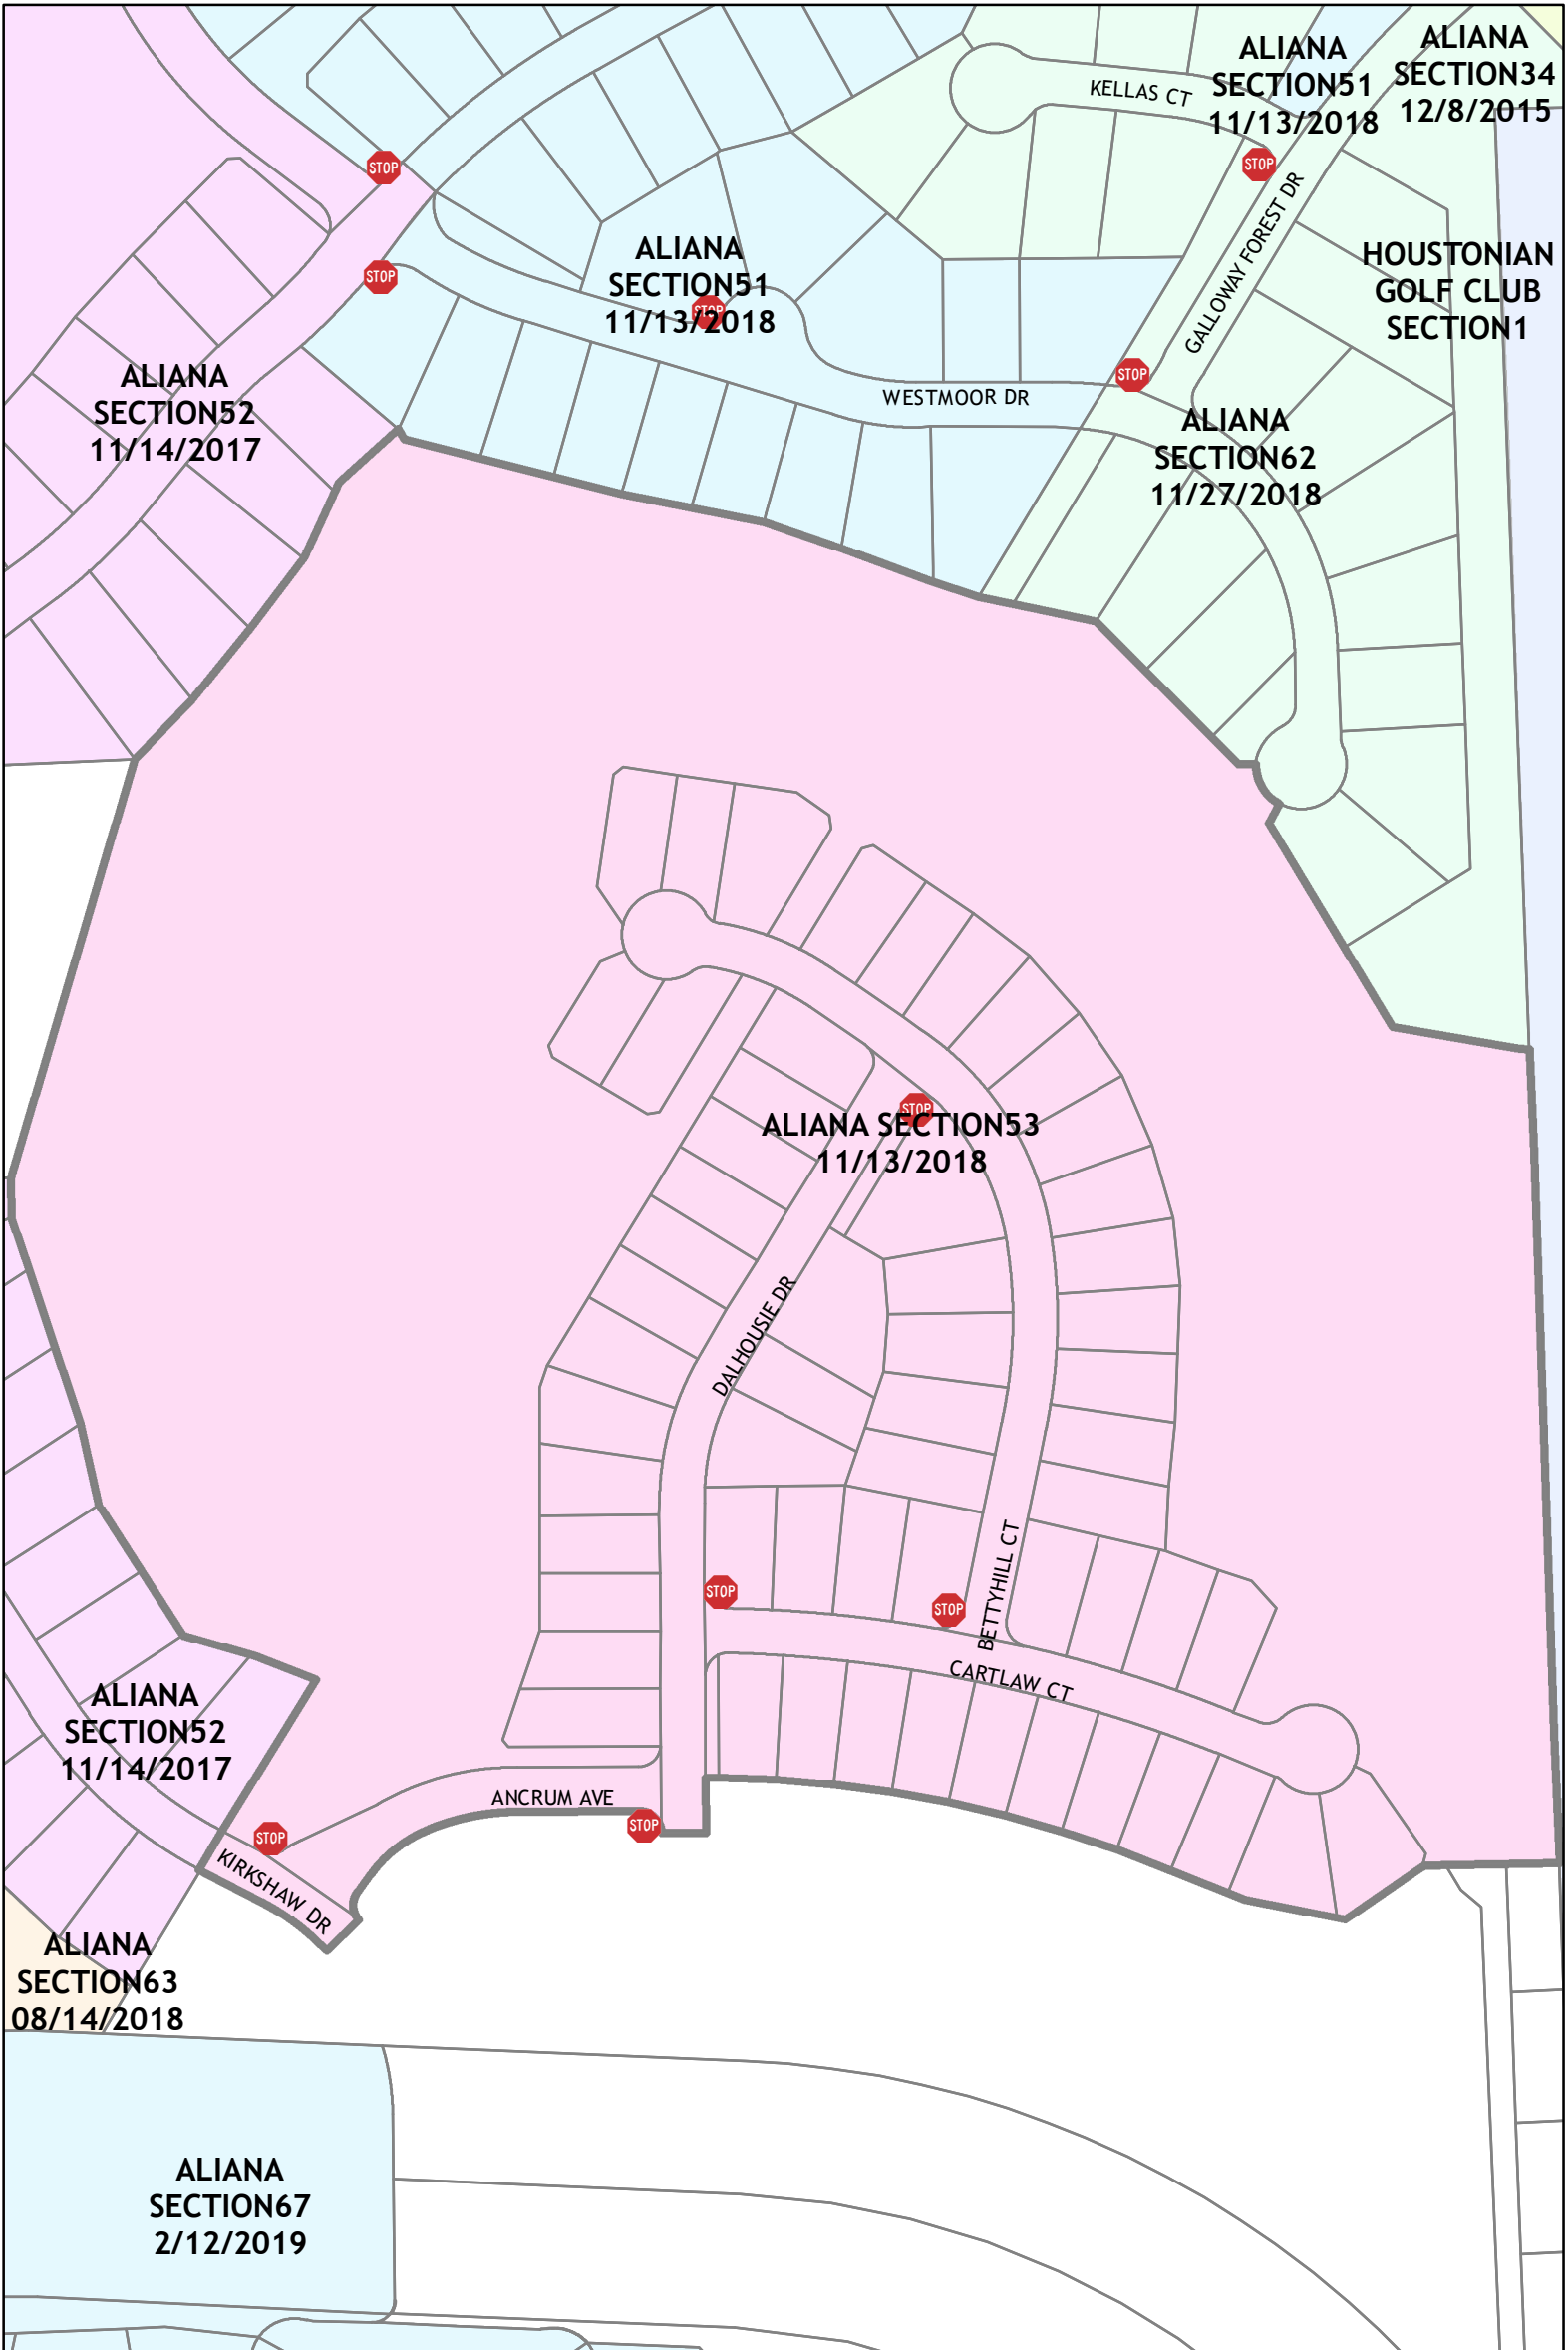 ALIANA
SECTION34
12/8/2015
ALIANA
SECTION51
11/13/2018
KELLAS CT
STOP
STOP
GALLOWAY FOREST DR
ALIANA
SECTION51
11/13/2018
STOP
STOP
HOUSTONIAN
GOLF CLUB
SECTION1
STOP
WESTMOOR DR
ALIANA
SECTION52
11/14/2017
ALIANA
SECTION62
11/27/2018
STOP
ALIANA SECTION53
11/13/2018
DALHOUSIE DR
STOP
STOP
BETTYHILL CT
CARTLAW CT
ALIANA
SECTION52
11/14/2017
ANCRUM AVE
STOP
STOP
KIRKSHAW DR
ALIANA
SECTION63
08/14/2018
ALIANA
SECTION67
2/12/2019